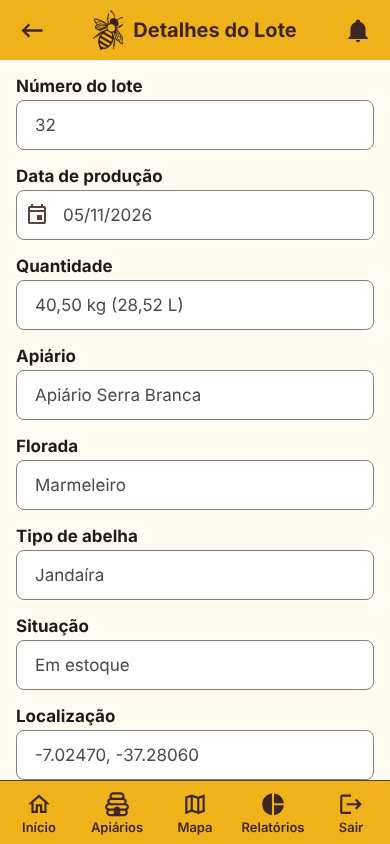 Detalhes do Lote
Número do lote
32
Data de produção
05/11/2026
Quantidade
40,50 kg (28,52 L)
Apiário
Apiário Serra Branca
Florada
Marmeleiro
Tipo de abelha
Jandaíra
Situação
Em estoque
Localização
-7.02470, -37.28060
Início Apiários Mapa Relatórios Sair